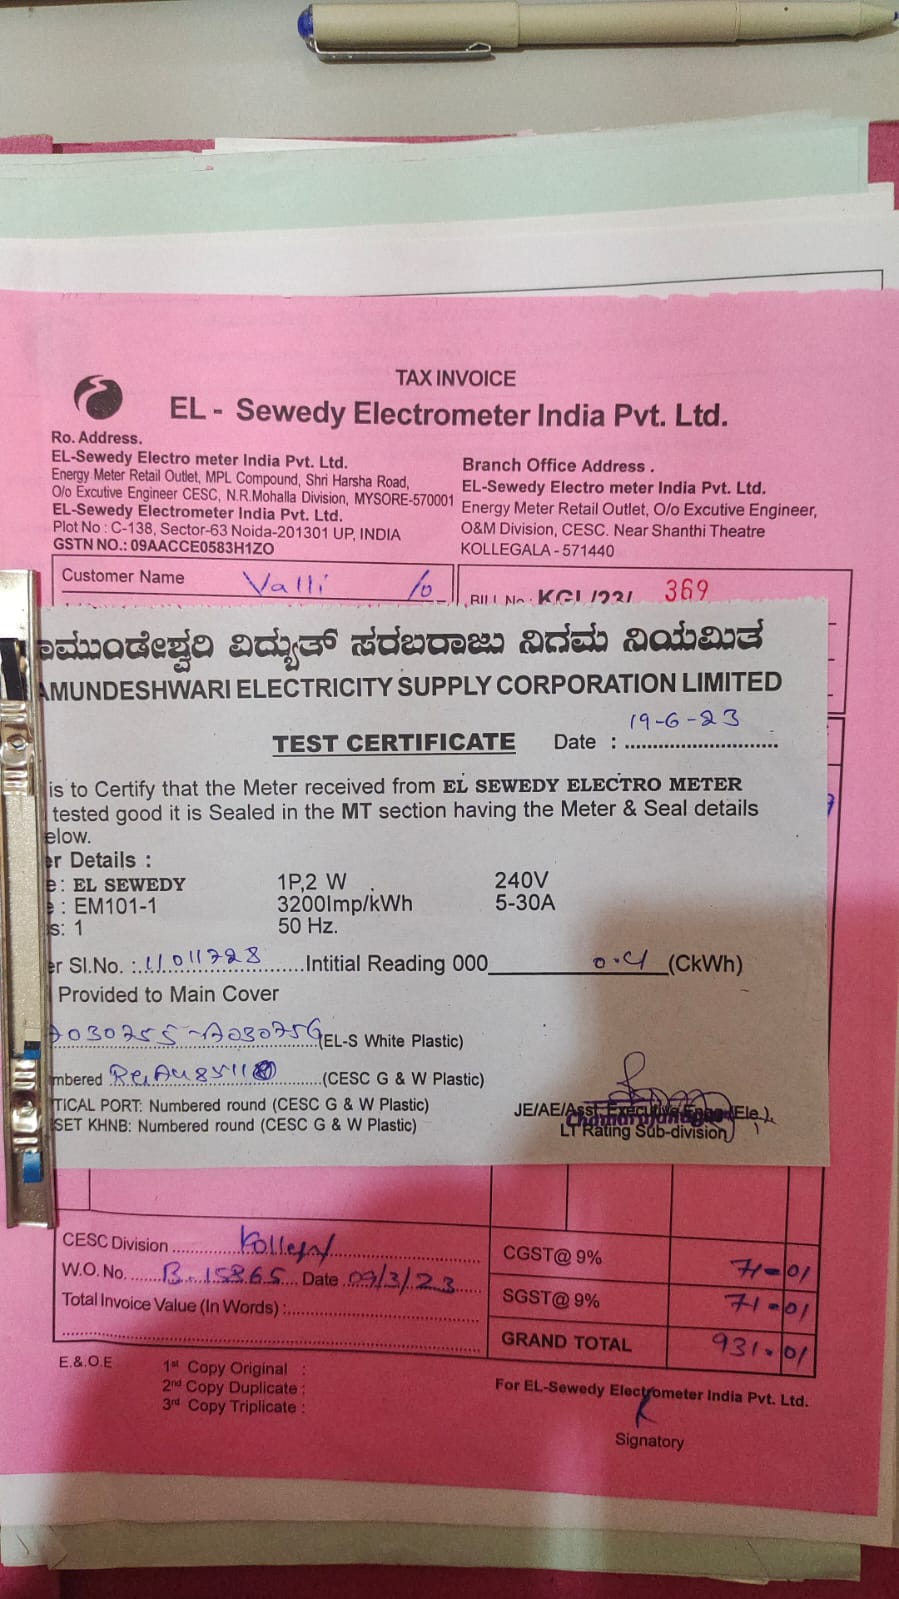 TAX INVOICE
EL - Sewedy Electrometer India Pvt. Ltd.
Ro. Address.
EL-Sewedy Electro meter India Pvt. Ltd.
Energy Meter Retail Outlet, MPL Compound, Shri Harsha Road,
O/o Excutive Engineer CESC, N.R.Mohalla Division, MYSORE-570001
EL-Sewedy Electrometer India Pvt. Ltd.
Plot No : C-138, Sector-63 Noida-201301 UP, INDIA
GSTN NO.: 09AACCE0583H1ZO
Branch Office Address .
EL-Sewedy Electro meter India Pvt. Ltd.
Energy Meter Retail Outlet, O/o Excutive Engineer,
O&M Division, CESC. Near Shanthi Theatre
KOLLEGALA - 571440
Customer Name Valli
BILL No : KGL/23/ 369
ಾಮುಂಡೇಶ್ವರಿ ವಿದ್ಯುತ್ ಸರಬರಾಜು ನಿಗಮ ನಿಯಮಿತ
AMUNDESHWARI ELECTRICITY SUPPLY CORPORATION LIMITED
TEST CERTIFICATE Date : 19-6-23
is to Certify that the Meter received from EL SEWEDY ELECTRO METER
tested good it is Sealed in the MT section having the Meter & Seal details
elow.
er Details :
e: EL SEWEDY 1P,2 W 240V
: EM101-1 3200Imp/kWh 5-30A
s: 1 50 Hz.
er Sl.No. : 11011728 Intitial Reading 000 (CkWh)
Provided to Main Cover
(EL-S White Plastic)
mbered (CESC G & W Plastic)
TICAL PORT: Numbered round (CESC G & W Plastic)
SET KHNB: Numbered round (CESC G & W Plastic)
JE/AE/Asst. Executive Engg (Ele.)
Chamarajanagar
LT Rating Sub-division
CESC Division
W.O. No. B-15865 Date 09/3/23
Total Invoice Value (In Words) :
CGST@ 9% 71-01
SGST@ 9% 71-01
GRAND TOTAL 931-01
E.&.O.E
1st Copy Original :
2nd Copy Duplicate :
3rd Copy Triplicate :
For EL-Sewedy Electrometer India Pvt. Ltd.
Signatory